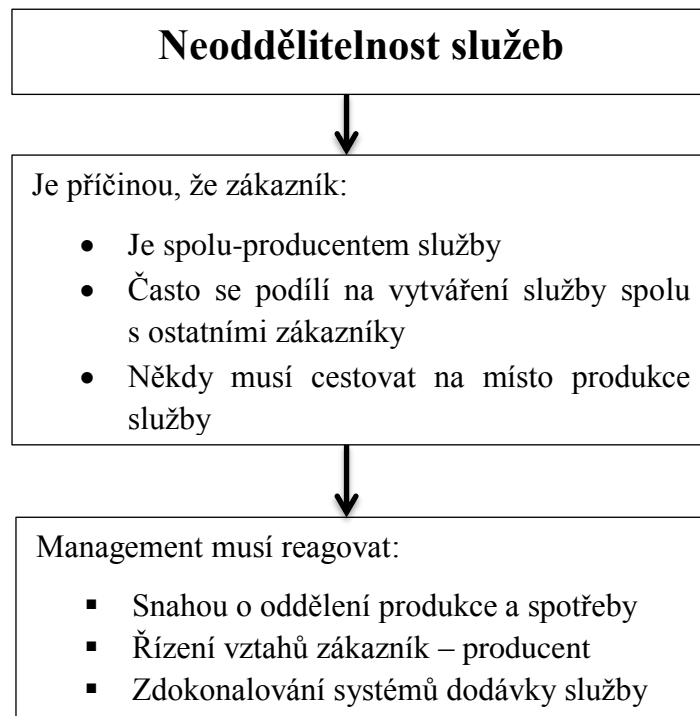 Neoddělitelnost služeb
Je příčinou, že zákazník:
• Je spolu-producentem služby
• Často se podílí na vytváření služby spolu
s ostatními zákazníky
• Někdy musí cestovat na místo produkce
služby
Management musí reagovat:
▪ Snahou o oddělení produkce a spotřeby
▪ Řízení vztahů zákazník – producent
▪ Zdokonalování systémů dodávky služby